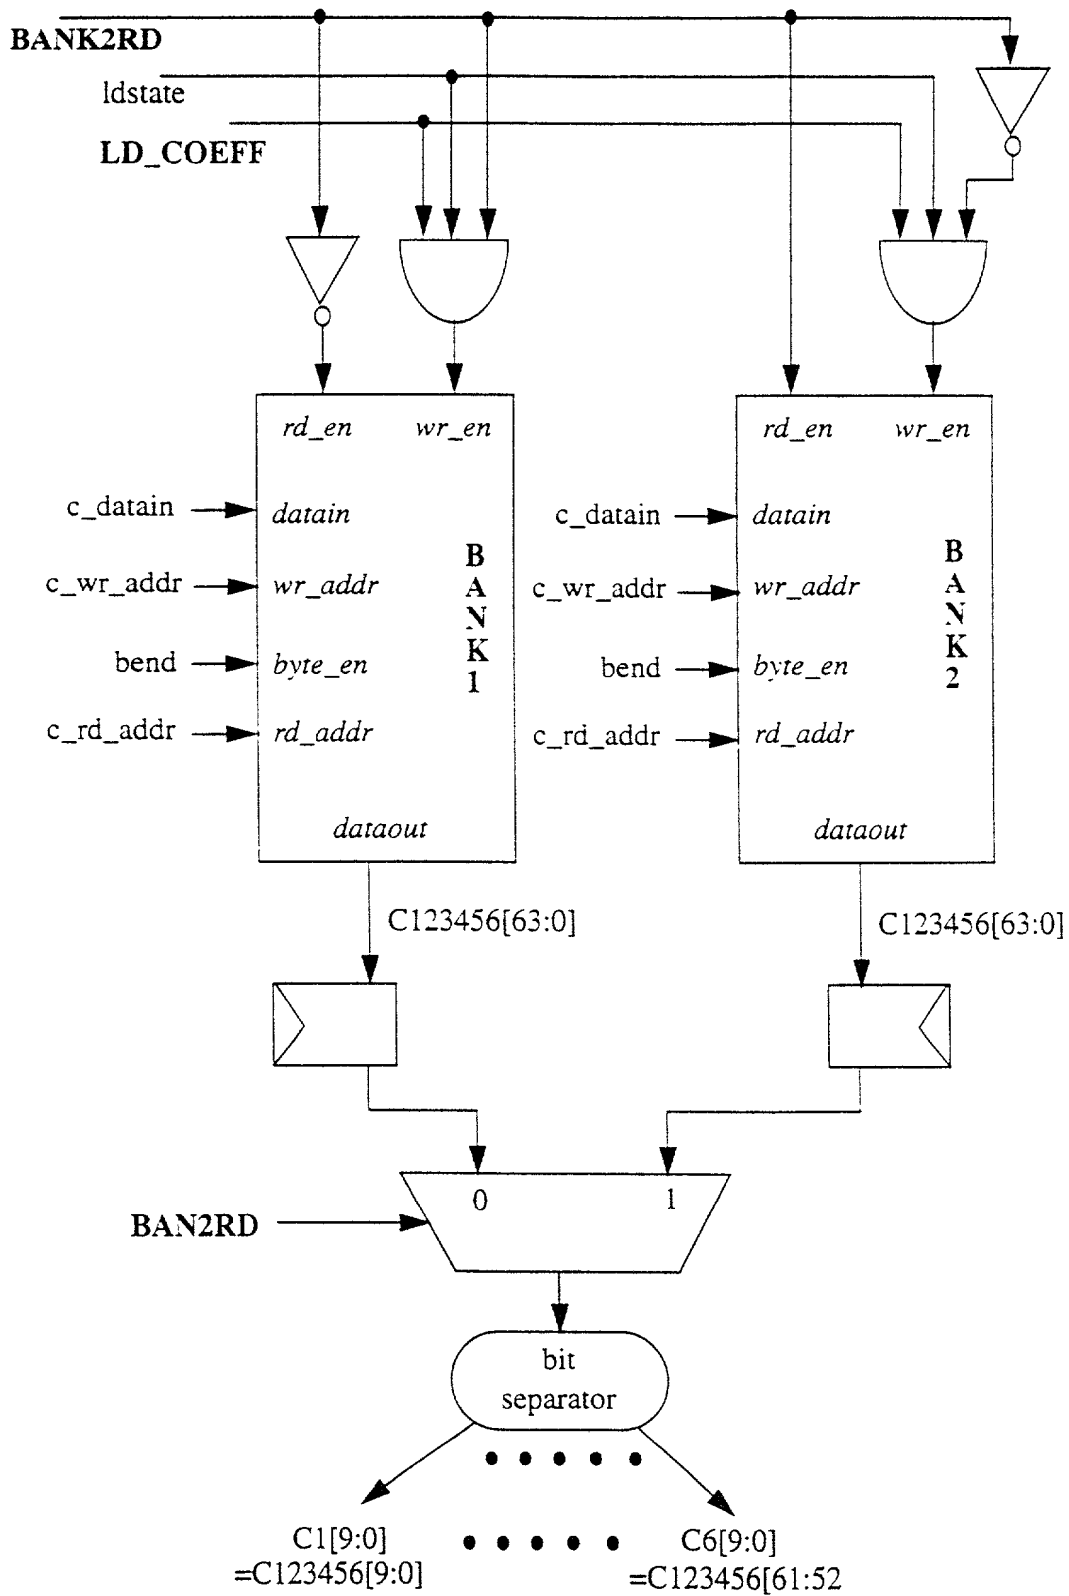 BANK2RD
ldstate
LD_COEFF
rd_en wr_en
rd_en wr_en
c_datain datain
c_datain datain
BANK1
BANK2
c_wr_addr wr_addr
c_wr_addr wr_addr
bend byte_en
bend byte_en
c_rd_addr rd_addr
c_rd_addr rd_addr
dataout
dataout
C123456[63:0]
C123456[63:0]
0 1
BAN2RD
bit
separator
C1[9:0]
=C123456[9:0]
C6[9:0]
=C123456[61:52